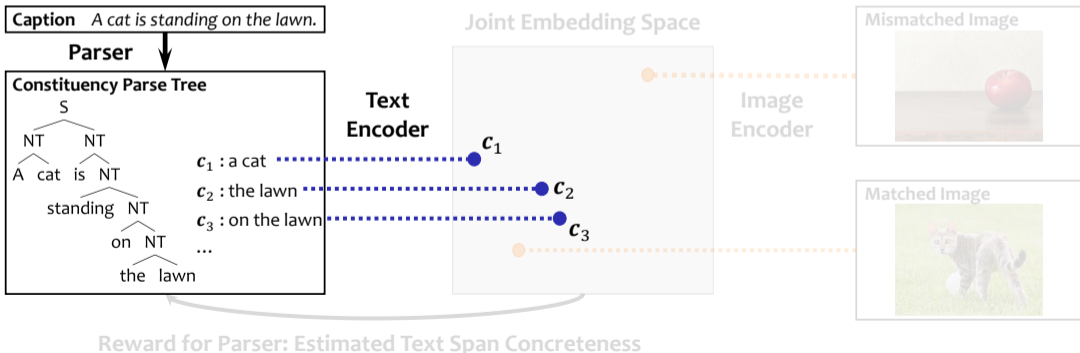 Caption A cat is standing on the lawn.
Parser
Constituency Parse Tree
S
NT NT
A cat is NT
standing NT
on NT
the lawn
c₁ : a cat
c₂ : the lawn
c₃ : on the lawn
...
Text
Encoder
Joint Embedding Space
c₁
c₂
c₃
Image
Encoder
Mismatched Image
Matched Image
Reward for Parser: Estimated Text Span Concreteness